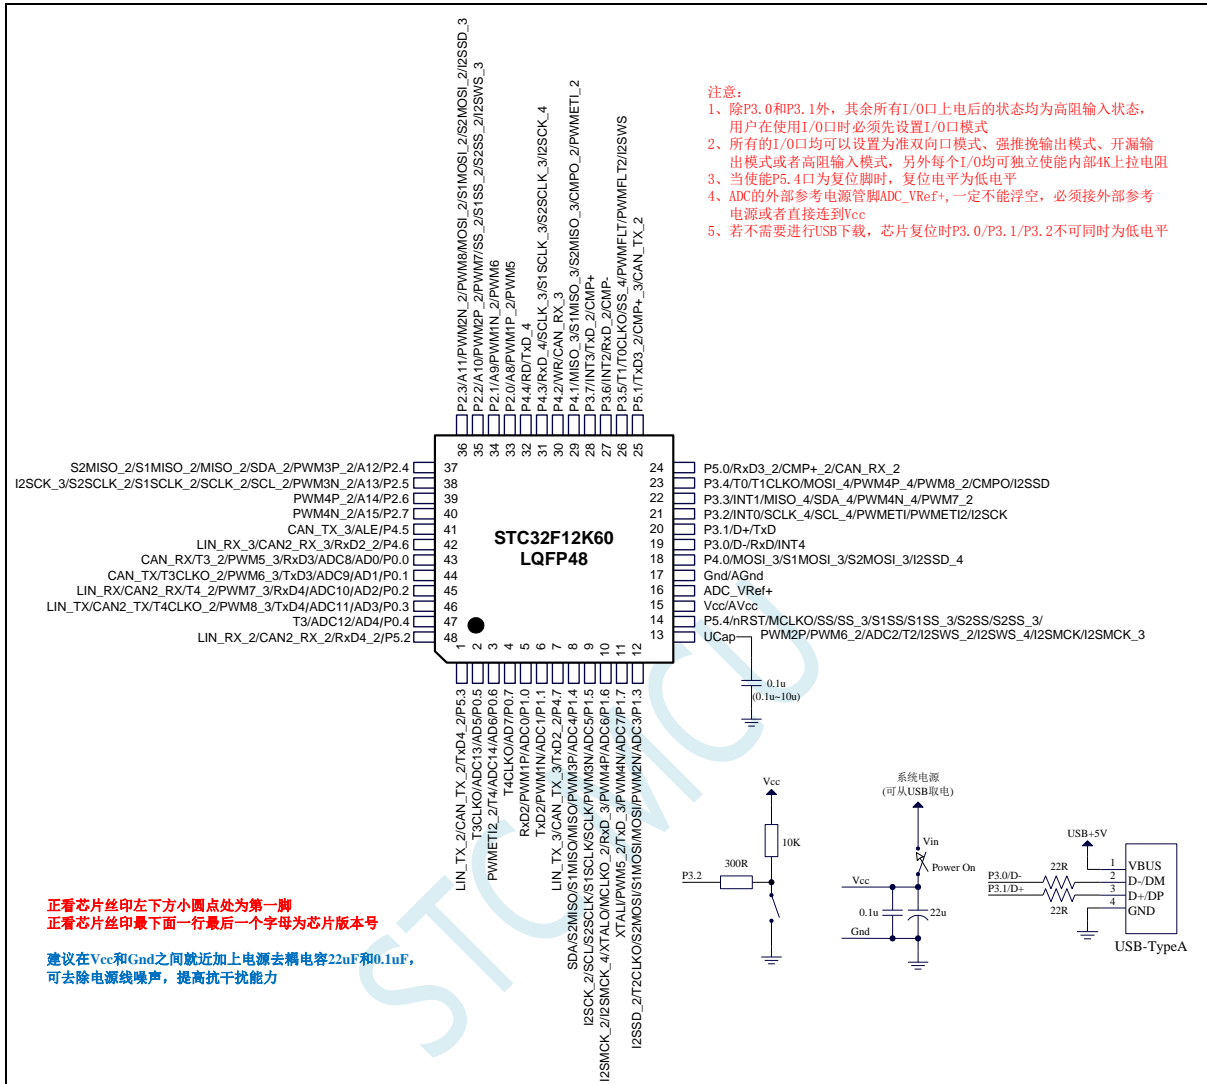 注意：
1、除P3.0和P3.1外，其余所有I/O口上电后的状态均为高阻输入状态，
用户在使用I/O口时必须先设置I/O口模式
2、所有的I/O口均可以设置为准双向口模式、强推挽输出模式、开漏输
出模式或者高阻输入模式，另外每个I/O均可独立使能内部4K上拉电阻
3、当使能P5.4口为复位脚时，复位电平为低电平
4、ADC的外部参考电源管脚ADC_VRef+,一定不能浮空，必须接外部参考
电源或者直接连到Vcc
5、若不需要进行USB下载，芯片复位时P3.0/P3.1/P3.2不可同时为低电平
P2.3/A11/PWM2N_2/PWM8/MOSI_2/S1MOSI_2/S2MOSI_2/I2SSD_3
P2.2/A10/PWM2P_2/PWM7/SS_2/S1SS_2/S2SS_2/I2SWS_3
P2.1/A9/PWM1N_2/PWM6
P2.0/A8/PWM1P_2/PWM5
P4.4/RD/TxD_4
P4.3/RxD_4/SCLK_3/S1SCLK_3/S2SCLK_3/I2SCK_4
P4.2/WR/CAN_RX_3
P4.1/MISO_3/S1MISO_3/S2MISO_3/CMPO_2/PWMETI_2
P3.7/INT3/TxD_2/CMP+
P3.6/INT2/RxD_2/CMP-
P3.5/T1/T0CLKO/SS_4/PWMFLT/PWMFLT2/I2SWS
P5.1/TxD3_2/CMP+_3/CAN_TX_2
36 35 34 33 32 31 30 29 28 27 26 25
S2MISO_2/S1MISO_2/MISO_2/SDA_2/PWM3P_2/A12/P2.4 37
I2SCK_3/S2SCLK_2/S1SCLK_2/SCLK_2/SCL_2/PWM3N_2/A13/P2.5 38
PWM4P_2/A14/P2.6 39
PWM4N_2/A15/P2.7 40
CAN_TX_3/ALE/P4.5 41
LIN_RX_3/CAN2_RX_3/RxD2_2/P4.6 42
CAN_RX/T3_2/PWM5_3/RxD3/ADC8/AD0/P0.0 43
CAN_TX/T3CLKO_2/PWM6_3/TxD3/ADC9/AD1/P0.1 44
LIN_RX/CAN2_RX/T4_2/PWM7_3/RxD4/ADC10/AD2/P0.2 45
LIN_TX/CAN2_TX/T4CLKO_2/PWM8_3/TxD4/ADC11/AD3/P0.3 46
T3/ADC12/AD4/P0.4 47
LIN_RX_2/CAN2_RX_2/RxD4_2/P5.2 48
STC32F12K60
LQFP48
24 P5.0/RxD3_2/CMP+_2/CAN_RX_2
23 P3.4/T0/T1CLKO/MOSI_4/PWM4P_4/PWM8_2/CMPO/I2SSD
22 P3.3/INT1/MISO_4/SDA_4/PWM4N_4/PWM7_2
21 P3.2/INT0/SCLK_4/SCL_4/PWMETI/PWMETI2/I2SCK
20 P3.1/D+/TxD
19 P3.0/D-/RxD/INT4
18 P4.0/MOSI_3/S1MOSI_3/S2MOSI_3/I2SSD_4
17 Gnd/AGnd
16 ADC_VRef+
15 Vcc/AVcc
14 P5.4/nRST/MCLKO/SS/SS_3/S1SS/S1SS_3/S2SS/S2SS_3/
PWM2P/PWM6_2/ADC2/T2/I2SWS_2/I2SWS_4/I2SMCK/I2SMCK_3
13 UCap
0.1u
(0.1u~10u)
1 2 3 4 5 6 7 8 9 10 11 12
LIN_TX_2/CAN_TX_2/TxD4_2/P5.3
T3CLKO/ADC13/AD5/P0.5
PWMETI2_2/T4/ADC14/AD6/P0.6
T4CLKO/AD7/P0.7
RxD2/PWM1P/ADC0/P1.0
TxD2/PWM1N/ADC1/P1.1
LIN_TX_3/CAN_TX_3/TxD2_2/P4.7
SDA/S2MISO/S1MISO/MISO/PWM3P/ADC4/P1.4
I2SCK_2/SCL/S2SCLK/S1SCLK/SCLK/PWM3N/ADC5/P1.5
I2SMCK_2/I2SMCK_4/XTALO/MCLKO_2/RxD_3/PWM4P/ADC6/P1.6
XTALI/PWM5_2/TxD_3/PWM4N/ADC7/P1.7
I2SSD_2/T2CLKO/S2MOSI/S1MOSI/MOSI/PWM2N/ADC3/P1.3
Vcc
10K
300R
P3.2
系统电源
(可从USB取电)
Vin
Power On
Vcc
0.1u
22u
Gnd
USB+5V
P3.0/D-
P3.1/D+
22R
22R
1 VBUS
2 D-/DM
3 D+/DP
4 GND
USB-TypeA
正看芯片丝印左下方小圆点处为第一脚
正看芯片丝印最下面一行最后一个字母为芯片版本号
建议在Vcc和Gnd之间就近加上电源去耦电容22uF和0.1uF，
可去除电源线噪声，提高抗干扰能力
STC MCU